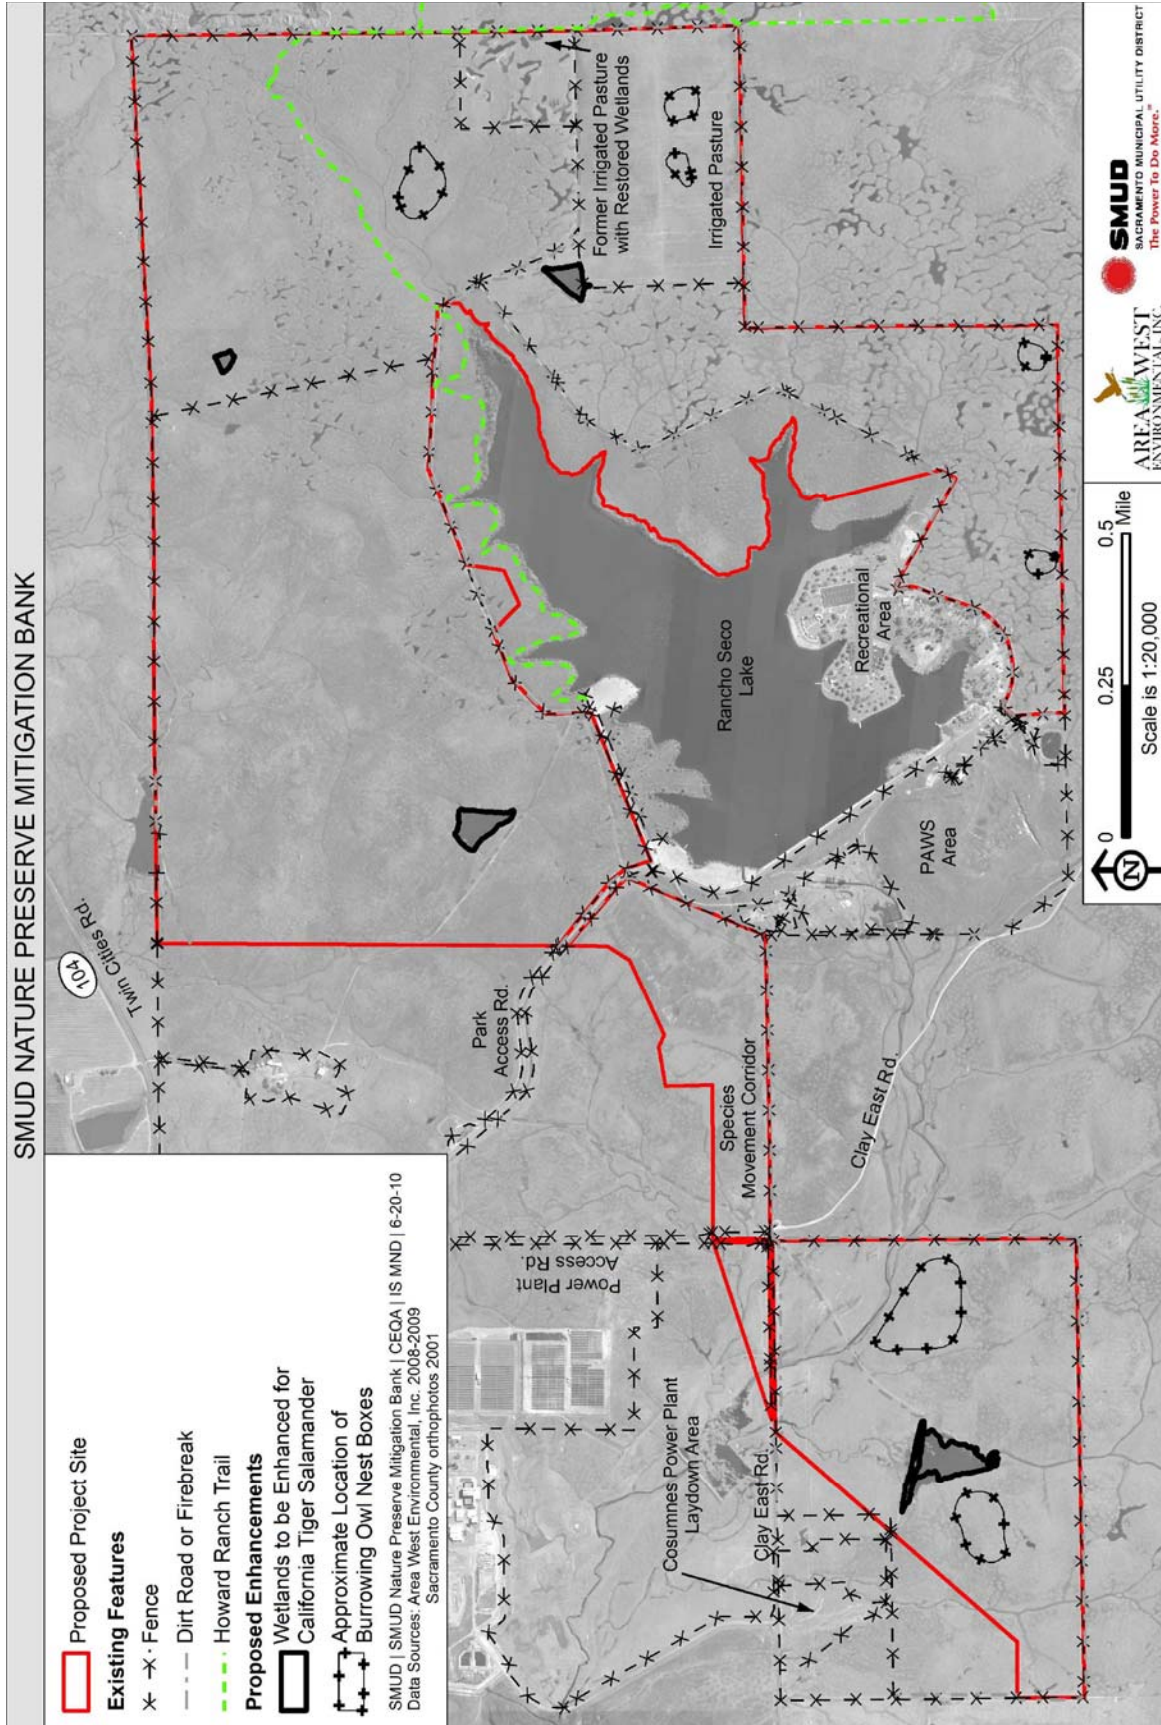 SMUD NATURE PRESERVE MITIGATION BANK
Proposed Project Site
Existing Features
Fence
Dirt Road or Firebreak
Howard Ranch Trail
Proposed Enhancements
Wetlands to be Enhanced for
California Tiger Salamander
Approximate Location of
Burrowing Owl Nest Boxes
SMUD | SMUD Nature Preserve Mitigation Bank | CEQA | IS MND | 6-20-10
Data Sources: Area West Environmental, Inc. 2008-2009
Sacramento County orthophotos 2001
104
Twin Cities Rd.
Park
Access Rd.
Power Plant
Access Rd.
Species
Movement Corridor
Cosumnes Power Plant
Laydown Area
Clay East Rd.
Clay East Rd.
Rancho Seco
Lake
Recreational
Area
PAWS
Area
Former Irrigated Pasture
with Restored Wetlands
Irrigated Pasture
N
0 0.25 0.5
Mile
Scale is 1:20,000
AREA WEST
ENVIRONMENTAL, INC.
SMUD
SACRAMENTO MUNICIPAL UTILITY DISTRICT
The Power To Do More.™